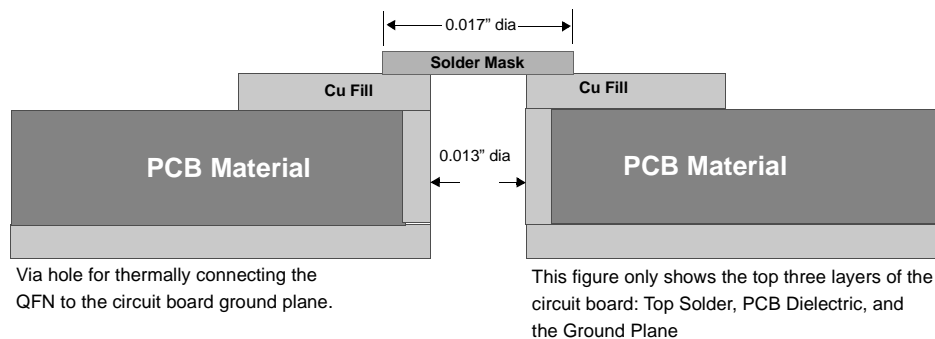 0.017” dia
Solder Mask
Cu Fill
Cu Fill
PCB Material
0.013” dia
PCB Material
Via hole for thermally connecting the
QFN to the circuit board ground plane.
This figure only shows the top three layers of the
circuit board: Top Solder, PCB Dielectric, and
the Ground Plane